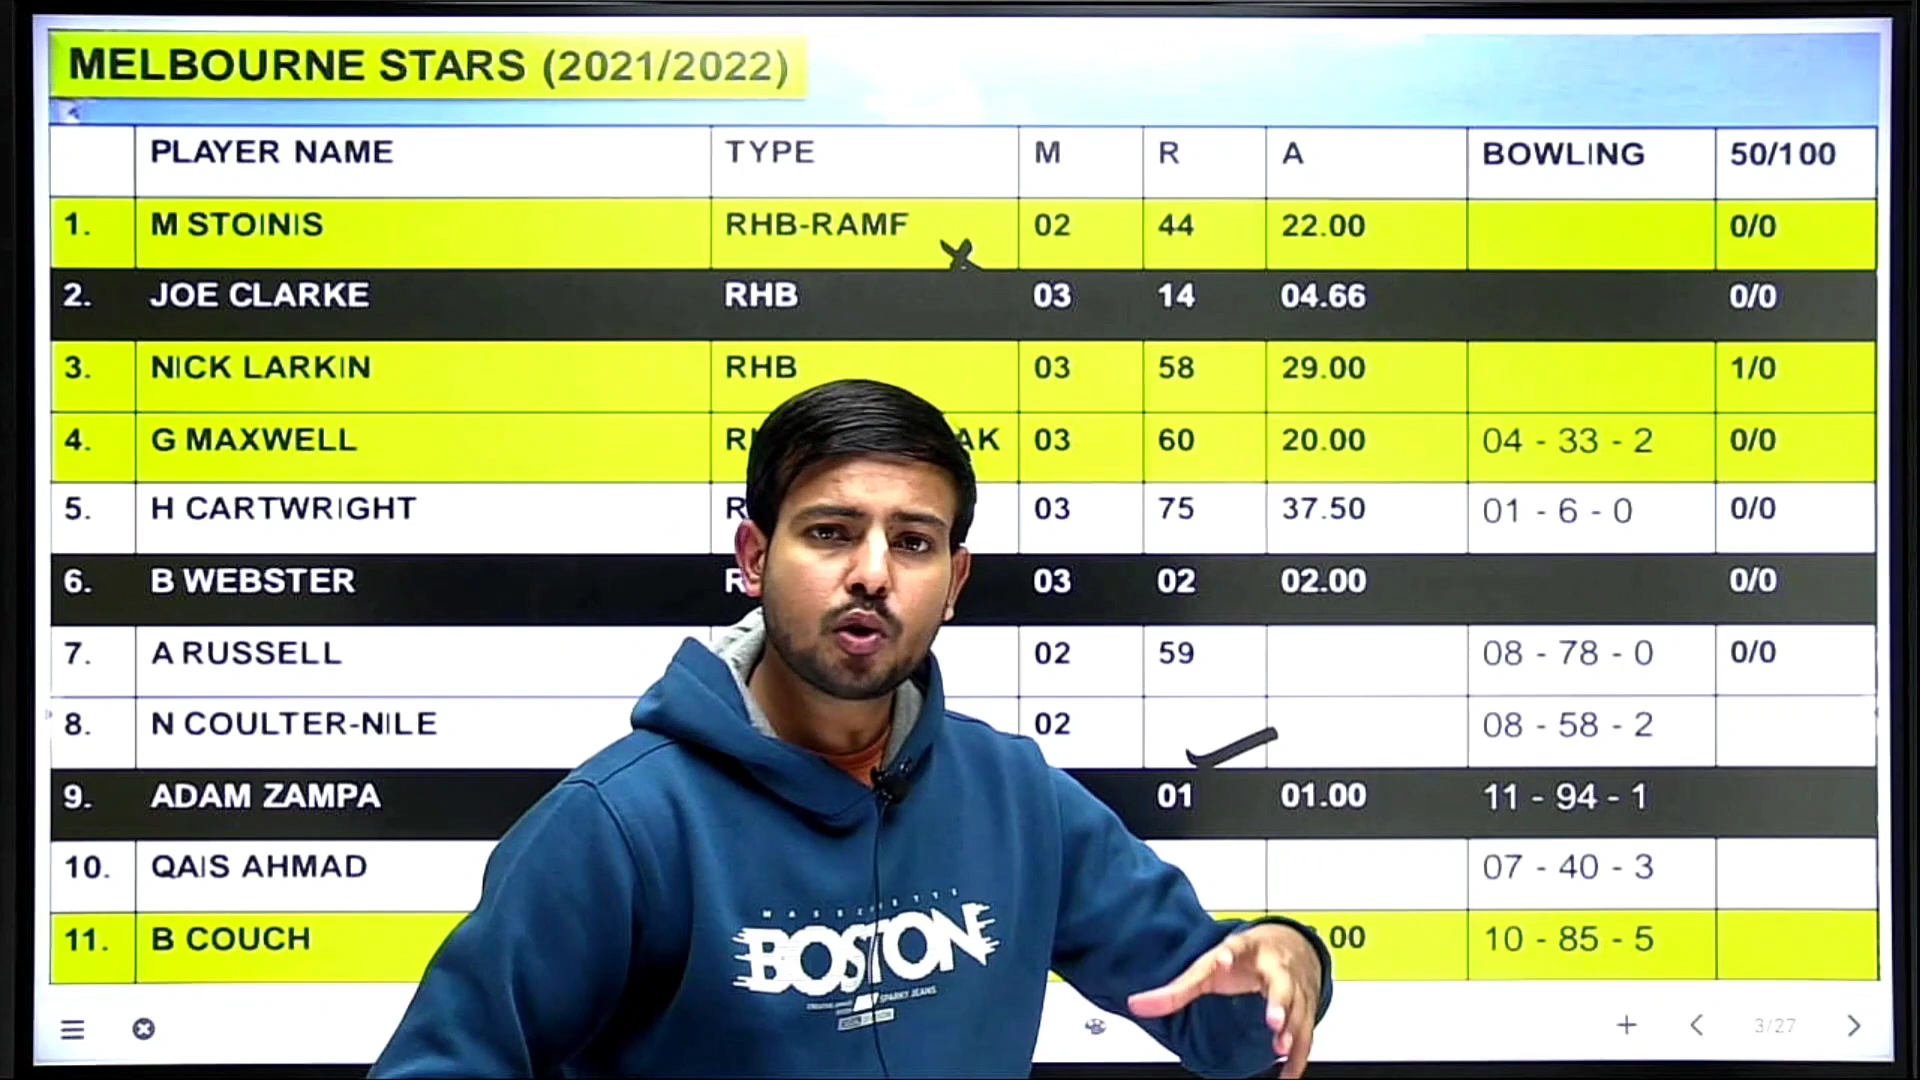 MELBOURNE STARS (2021/2022)
PLAYER NAME TYPE M R A BOWLING 50/100
1. M STOINIS RHB-RAMF 02 44 22.00 0/0
2. JOE CLARKE RHB 03 14 04.66 0/0
3. NICK LARKIN RHB 03 58 29.00 1/0
4. G MAXWELL 03 60 20.00 04 - 33 - 2 0/0
5. H CARTWRIGHT 03 75 37.50 01 - 6 - 0 0/0
6. B WEBSTER 03 02 02.00 0/0
7. A RUSSELL 02 59 08 - 78 - 0 0/0
8. N COULTER-NILE 02 08 - 58 - 2
9. ADAM ZAMPA 01 01.00 11 - 94 - 1
10. QAIS AHMAD 07 - 40 - 3
11. B COUCH 10 - 85 - 5
BOSTON
SPARKY JEANS
3/27